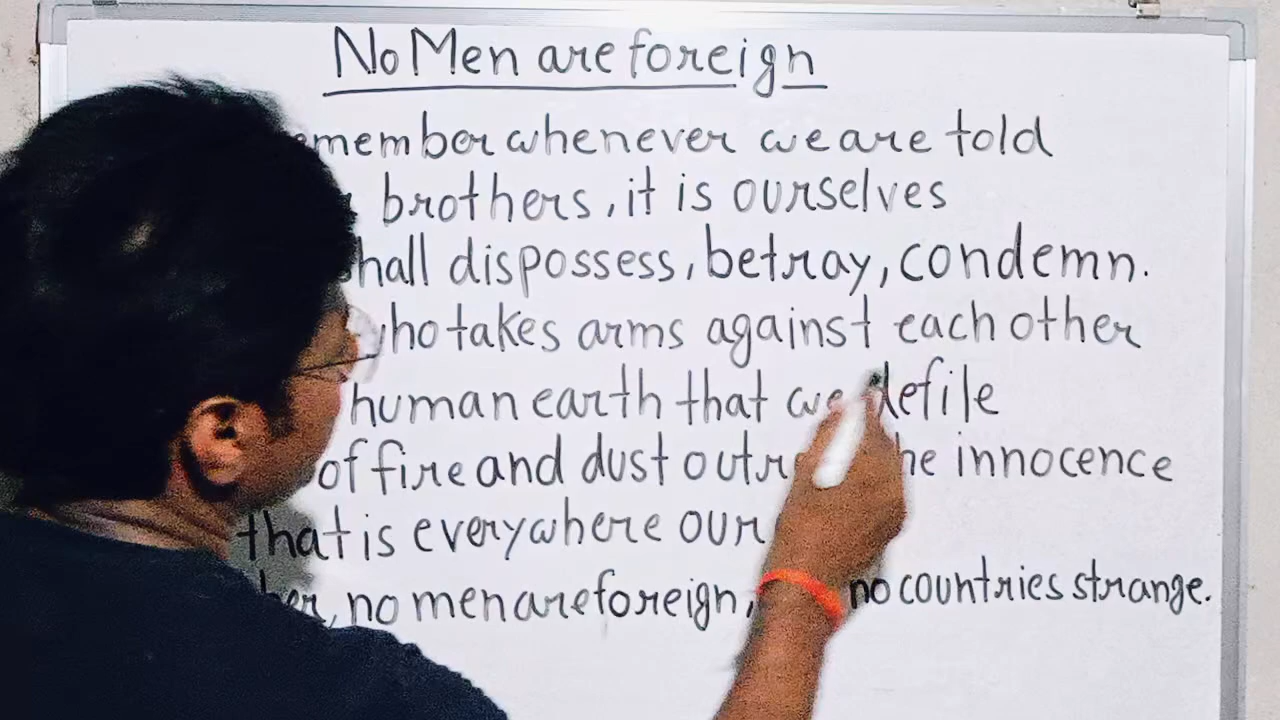 No Men are foreign
emember whenever we are told
brothers, it is ourselves
hall dispossess, betray, condemn.
who takes arms against each other
human earth that we defile
of fire and dust outr he innocence
that is everywhere our
ber, no men are foreign, no countries strange.